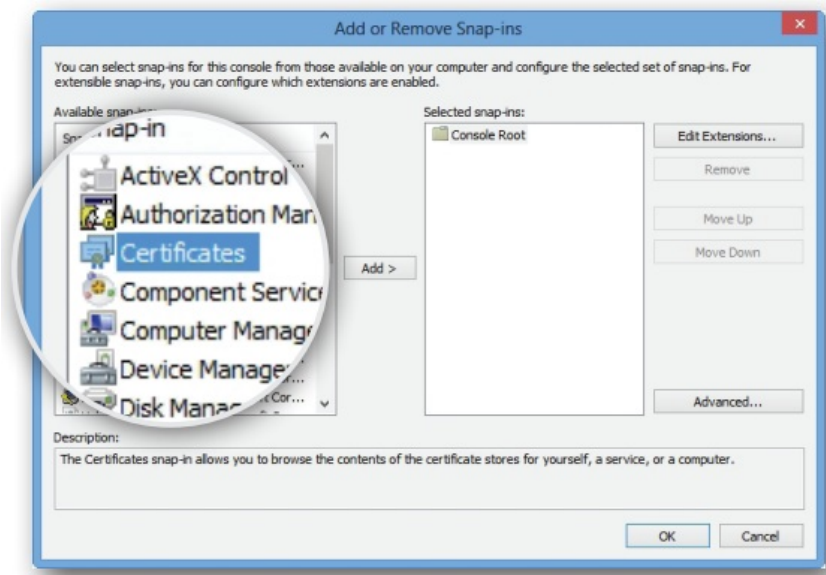 Add or Remove Snap-ins
You can select snap-ins for this console from those available on your computer and configure the selected set of snap-ins. For
extensible snap-ins, you can configure which extensions are enabled.
Available
Selected snap-ins:
Console Root
ActiveX Control
Authorization Man
Certificates
Component Service
Computer Manage
Device Manager
Disk Manag
Add >
Edit Extensions...
Remove
Move Up
Move Down
Advanced...
Description:
The Certificates snap-in allows you to browse the contents of the certificate stores for yourself, a service, or a computer.
OK
Cancel